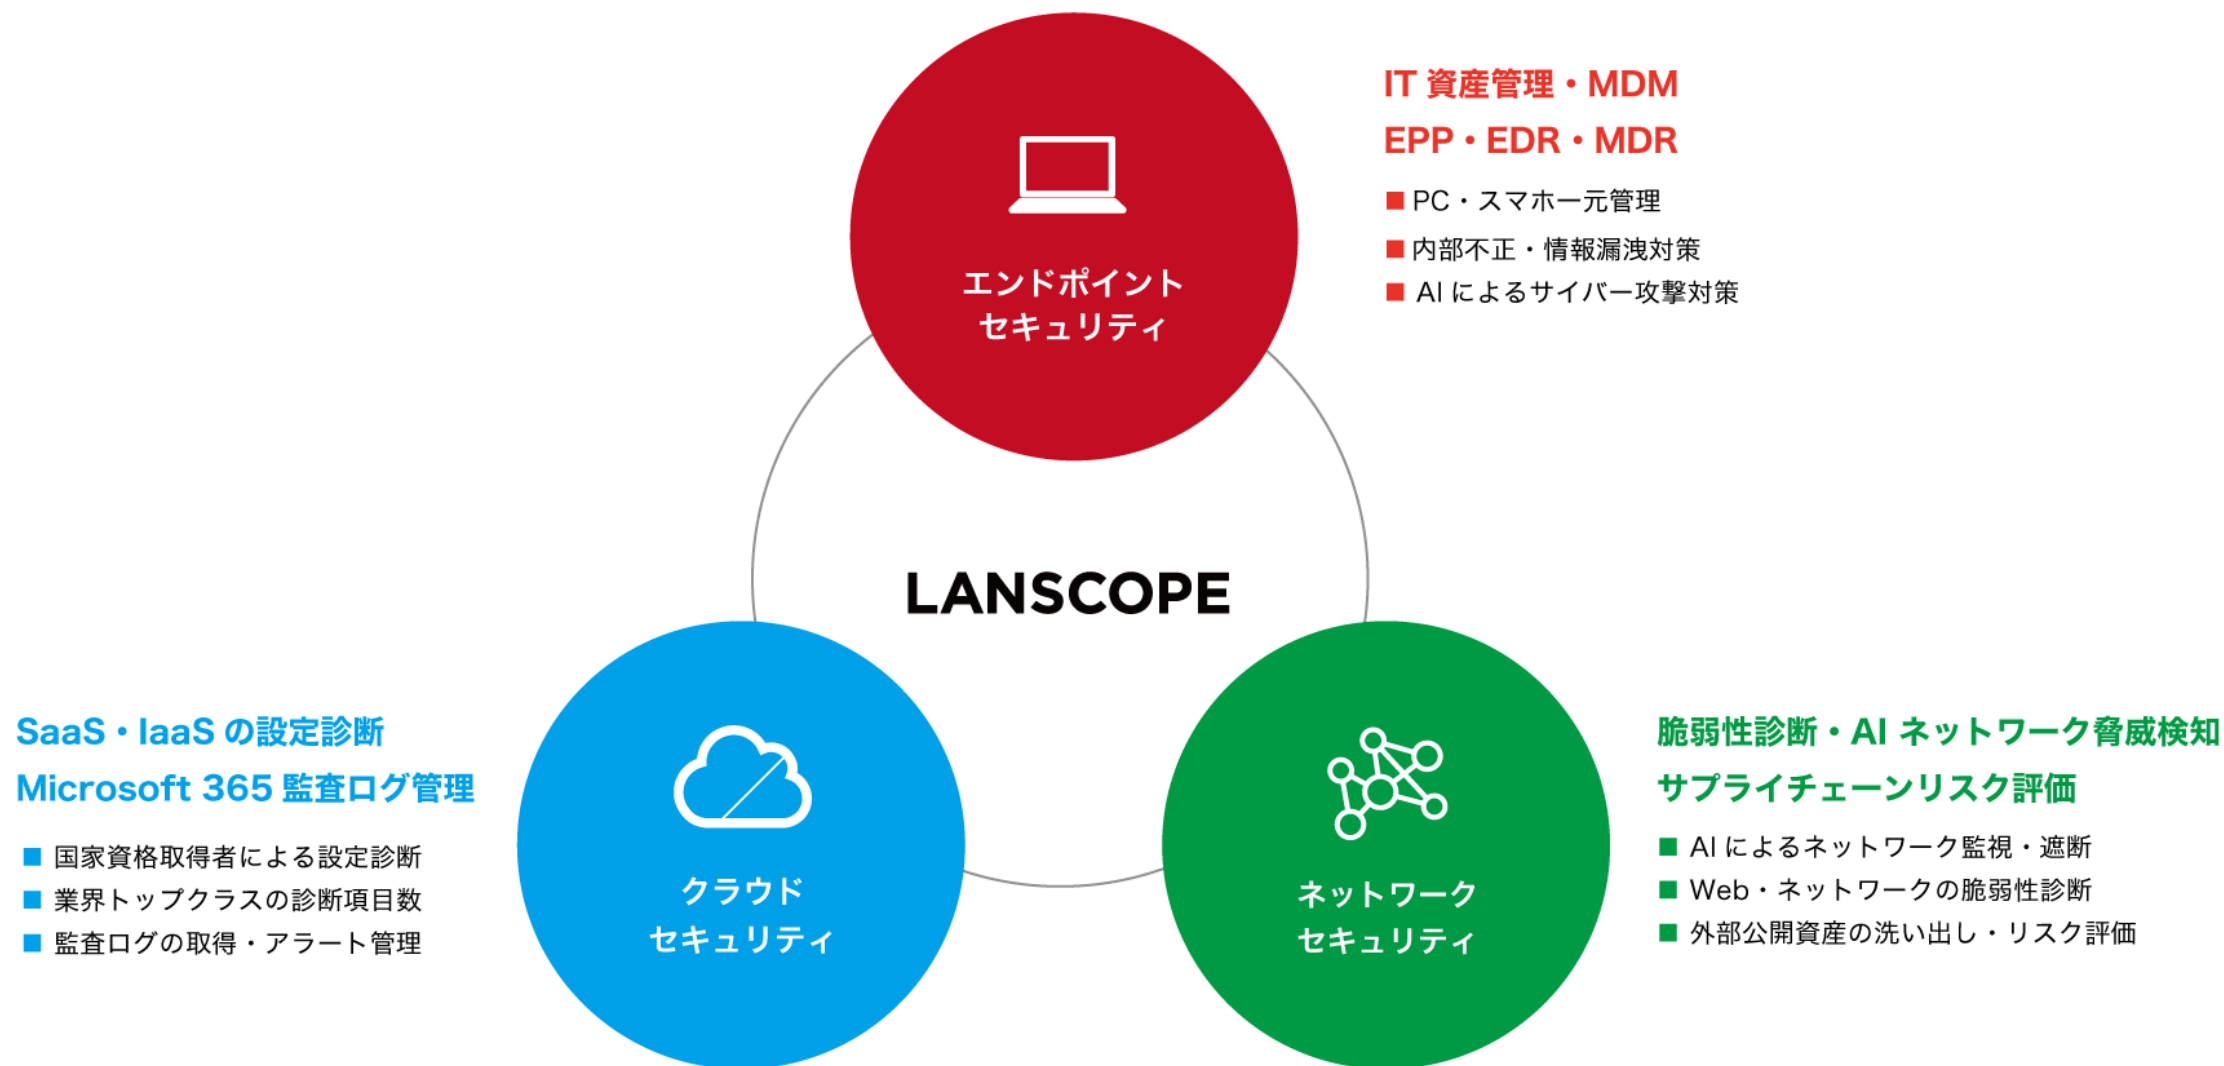 IT 資産管理・MDM
EPP・EDR・MDR
■ PC・スマホ一元管理
■ 内部不正・情報漏洩対策
■ AI によるサイバー攻撃対策
エンドポイント
セキュリティ
LANSCOPE
SaaS・IaaS の設定診断
Microsoft 365 監査ログ管理
■ 国家資格取得者による設定診断
■ 業界トップクラスの診断項目数
■ 監査ログの取得・アラート管理
クラウド
セキュリティ
ネットワーク
セキュリティ
脆弱性診断・AI ネットワーク脅威検知
サプライチェーンリスク評価
■ AI によるネットワーク監視・遮断
■ Web・ネットワークの脆弱性診断
■ 外部公開資産の洗い出し・リスク評価